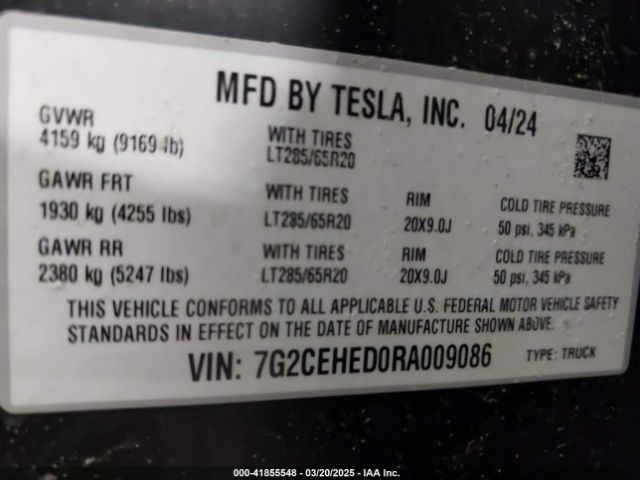 MFD BY TESLA, INC. 04/24
GVWR
4159 kg (9169 lb) WITH TIRES
LT285/65R20
GAWR FRT WITH TIRES RIM COLD TIRE PRESSURE
1930 kg (4255 lbs) LT285/65R20 20X9.0J 50 psi, 345 kPa
GAWR RR WITH TIRES RIM COLD TIRE PRESSURE
2380 kg (5247 lbs) LT285/65R20 20X9.0J 50 psi, 345 kPa
THIS VEHICLE CONFORMS TO ALL APPLICABLE U.S. FEDERAL MOTOR VEHICLE SAFETY
STANDARDS IN EFFECT ON THE DATE OF MANUFACTURE SHOWN ABOVE.
VIN: 7G2CEHED0RA009086 TYPE: TRUCK
000-41855548 — 03/20/2025 — IAA Inc.